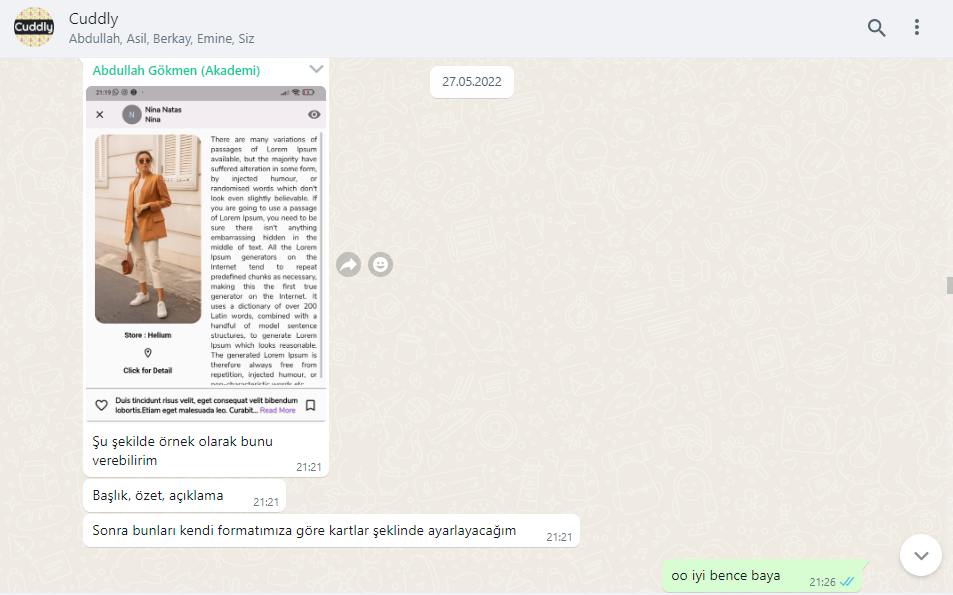 Cuddly
Cuddly
Abdullah, Asil, Berkay, Emine, Siz
27.05.2022
Abdullah Gökmen (Akademi)
21:19
N
Nina Natas
Nina
There are many variations of
passages of Lorem Ipsum
available, but the majority have
suffered alteration in some form,
by injected humour, or
randomised words which don't
look even slightly believable. If
you are going to use a passage
of Lorem Ipsum, you need to be
sure there isn't anything
embarrassing hidden in the
middle of text. All the Lorem
Ipsum generators on the
Internet tend to repeat
predefined chunks as necessary,
making this the first true
generator on the Internet. It
uses a dictionary of over 200
Latin words, combined with a
handful of model sentence
structures, to generate Lorem
Ipsum which looks reasonable.
The generated Lorem Ipsum is
therefore always free from
repetition, injected humour, or
non-characteristic words etc.
Store : Helium
Click for Detail
Duis tincidunt risus velit, eget consequat velit bibendum
lobortis.Etiam eget malesuada leo. Curabit... Read More
Şu şekilde örnek olarak bunu
verebilirim
21:21
Başlık, özet, açıklama
21:21
Sonra bunları kendi formatımıza göre kartlar şeklinde ayarlayacağım
21:21
oo iyi bence baya
21:26